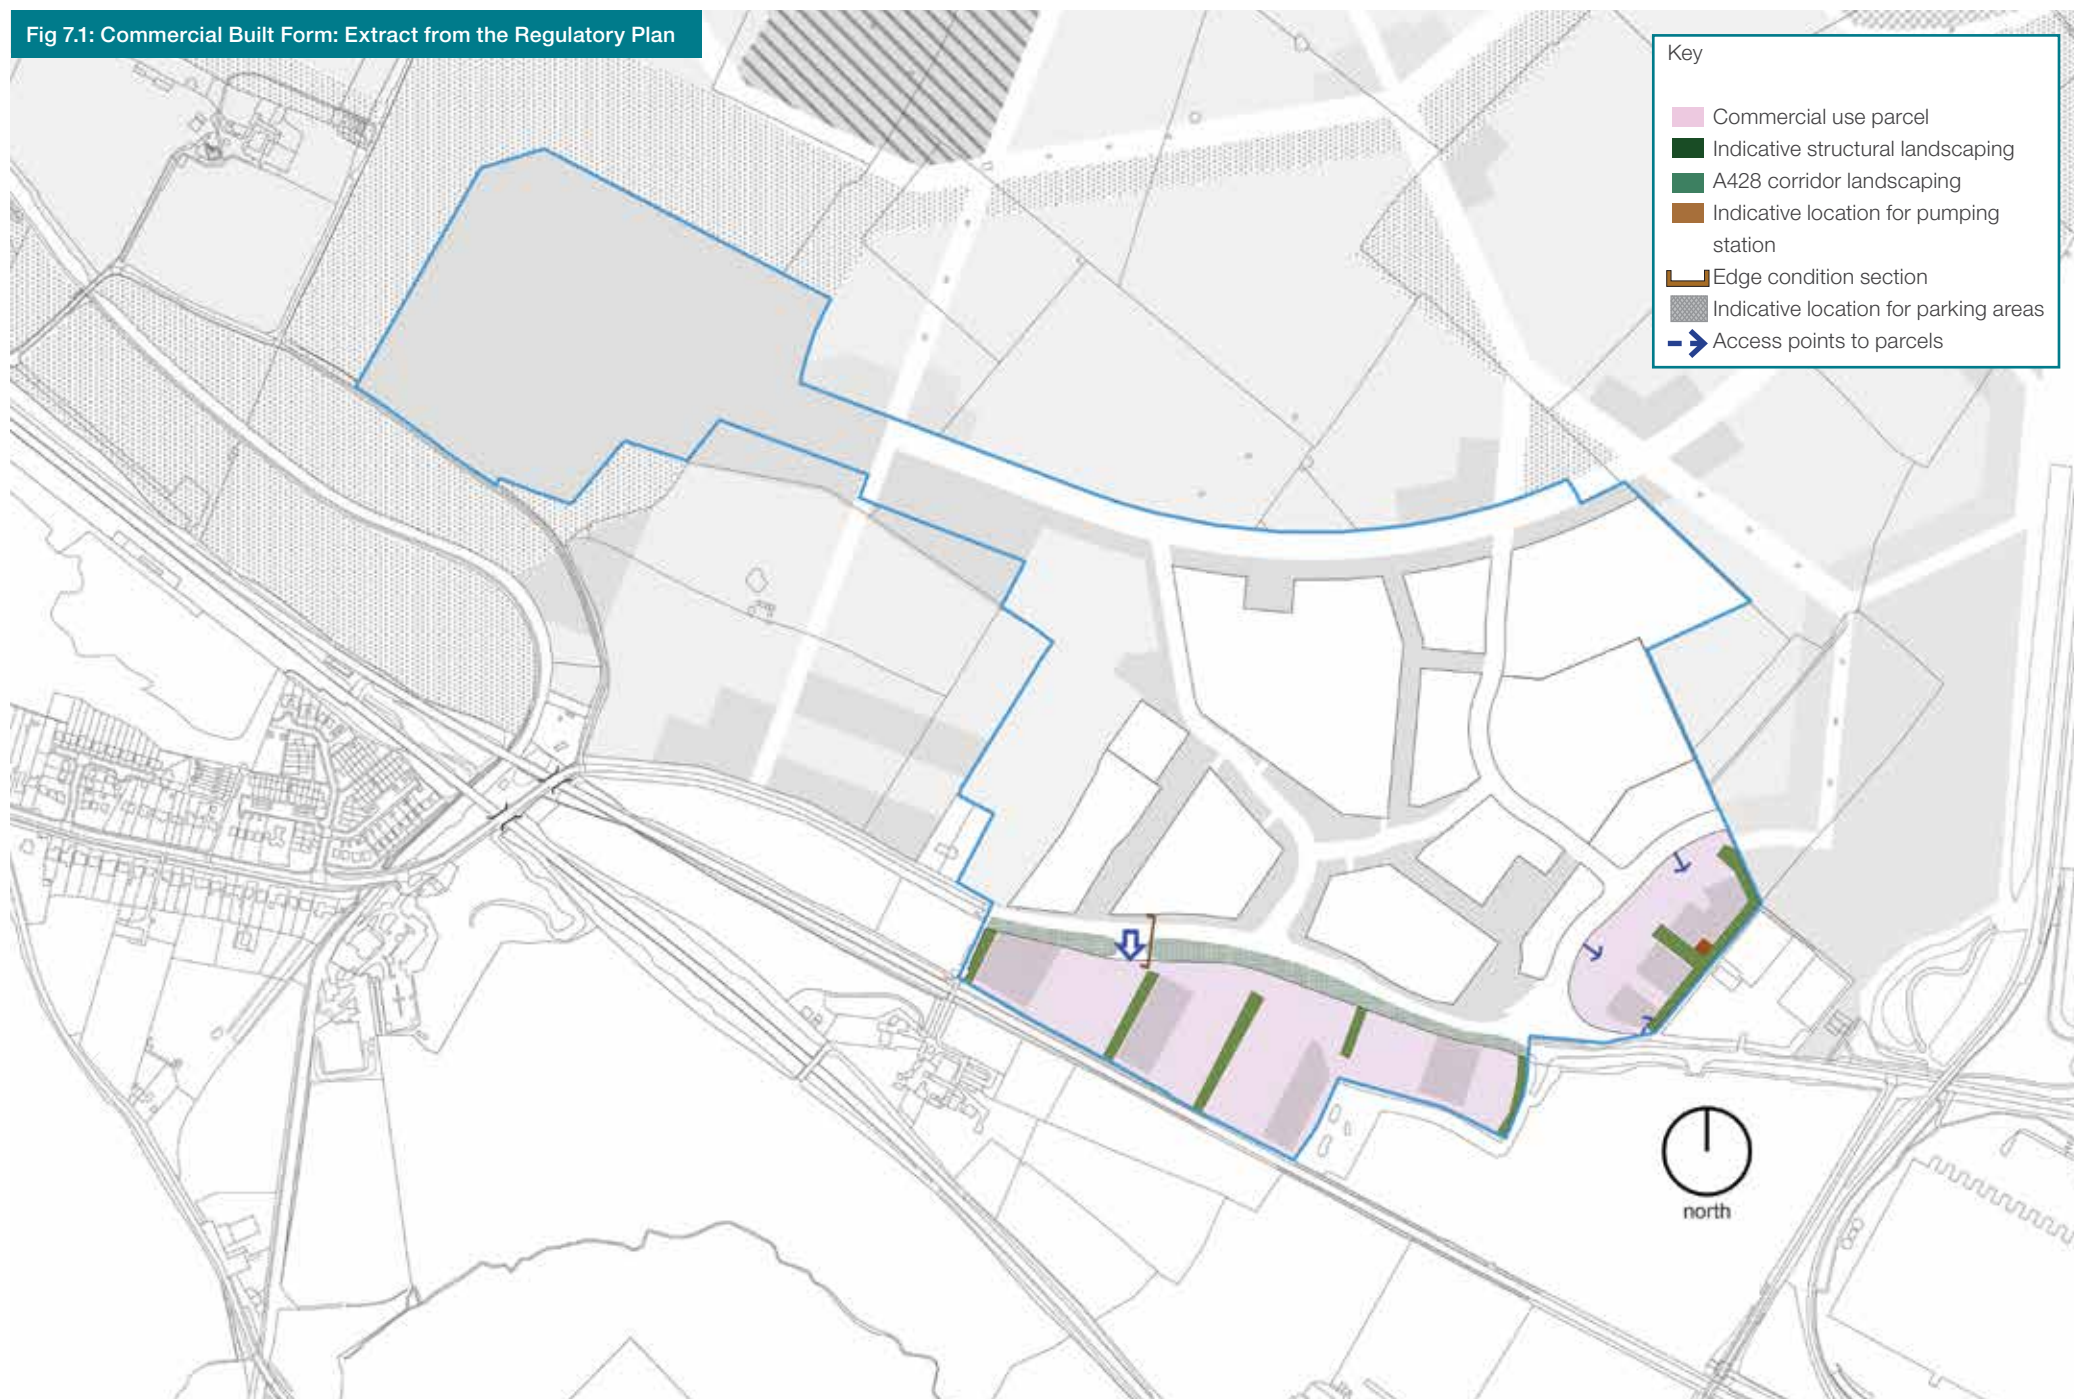 Fig 7.1: Commercial Built Form: Extract from the Regulatory Plan
Key
Commercial use parcel
Indicative structural landscaping
A428 corridor landscaping
Indicative location for pumping
station
Edge condition section
Indicative location for parking areas
Access points to parcels
north